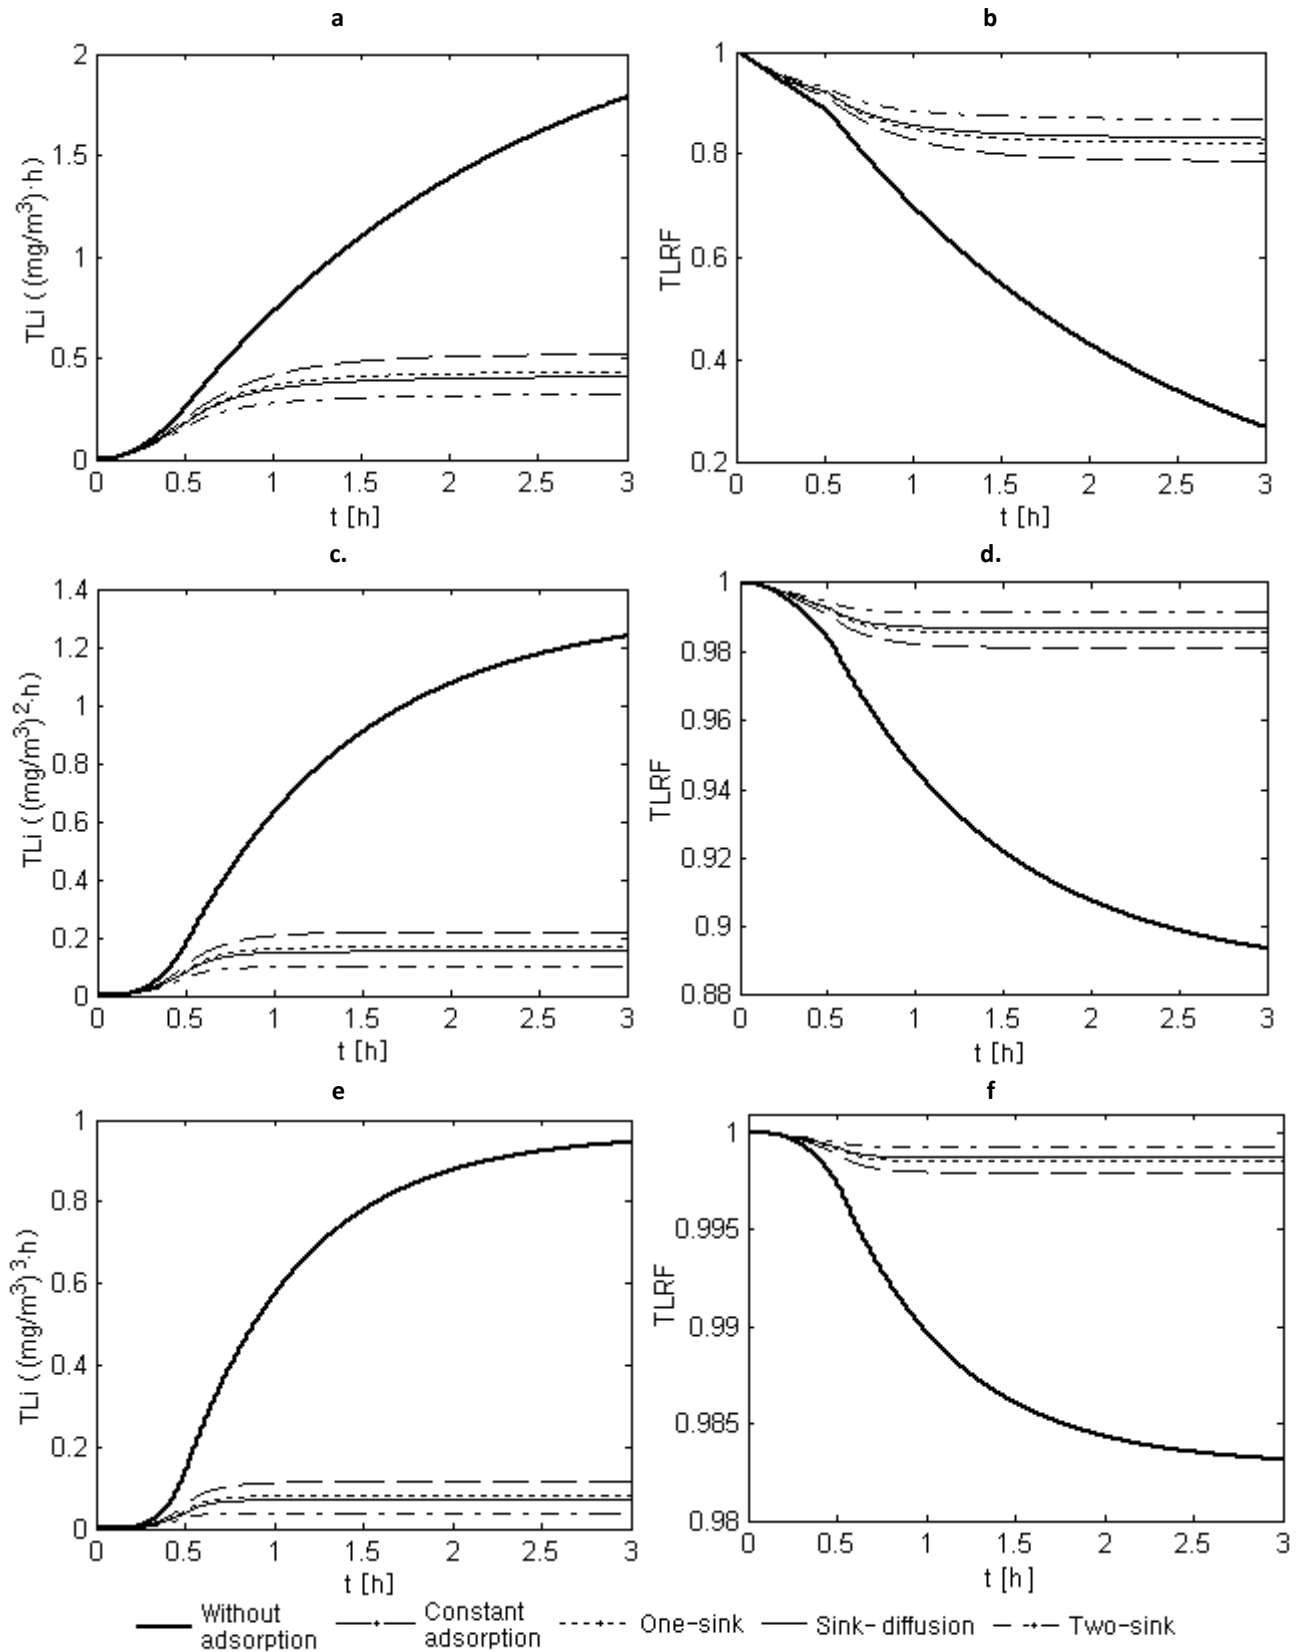 a
2
1.5
1
0.5
0
TLi ( (mg/m³)·h)
0 0.5 1 1.5 2 2.5 3
t [h]
b
1
0.8
0.6
0.4
0.2
TLRF
0 0.5 1 1.5 2 2.5 3
t [h]
c.
1.4
1.2
1
0.8
0.6
0.4
0.2
0
TLi ( (mg/m³)²·h)
0 0.5 1 1.5 2 2.5 3
t [h]
d.
1
0.98
0.96
0.94
0.92
0.9
0.88
TLRF
0 0.5 1 1.5 2 2.5 3
t [h]
e
1
0.8
0.6
0.4
0.2
0
TLi ( (mg/m³)³·h)
0 0.5 1 1.5 2 2.5 3
t [h]
f
1
0.995
0.99
0.985
0.98
TLRF
0 0.5 1 1.5 2 2.5 3
t [h]
Without
adsorption
Constant
adsorption
One-sink
Sink-diffusion
Two-sink